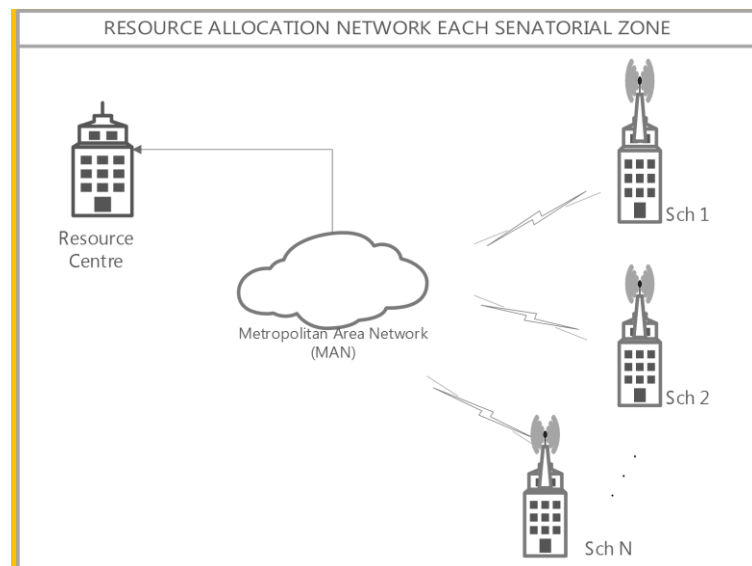 RESOURCE ALLOCATION NETWORK EACH SENATORIAL ZONE
Sch 1
Resource
Centre
Metropolitan Area Network
(MAN)
Sch 2
Sch N